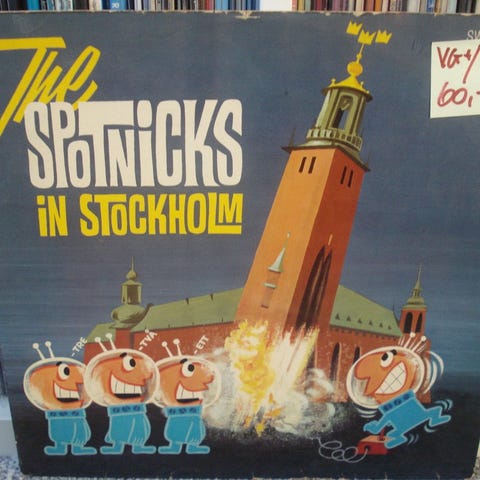 The
SPOTNiCKS
iN STOCKHOLM
VG+/
60,-
-TRE
-TVÅ
-ETT